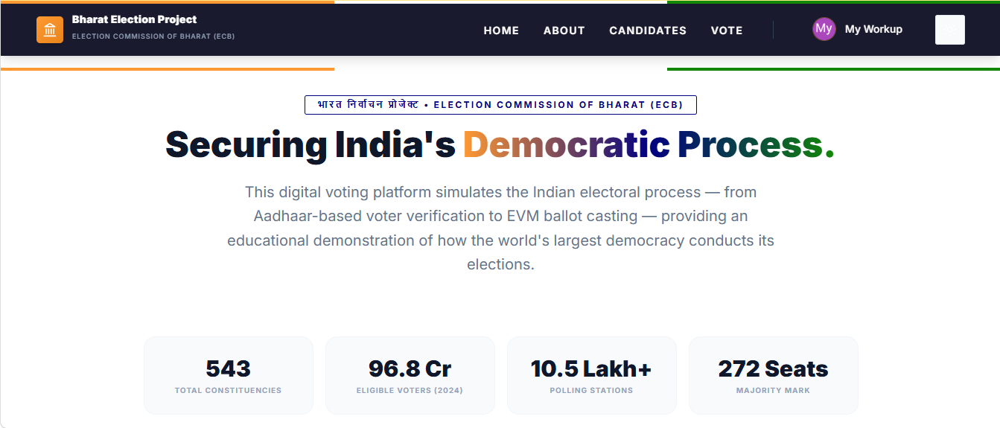 Bharat Election Project
ELECTION COMMISSION OF BHARAT (ECB)
HOME ABOUT CANDIDATES VOTE
My My Workup
भारत निर्वाचन प्रोजेक्ट • ELECTION COMMISSION OF BHARAT (ECB)
Securing India's Democratic Process.
This digital voting platform simulates the Indian electoral process — from
Aadhaar-based voter verification to EVM ballot casting — providing an
educational demonstration of how the world's largest democracy conducts its
elections.
543
TOTAL CONSTITUENCIES
96.8 Cr
ELIGIBLE VOTERS (2024)
10.5 Lakh+
POLLING STATIONS
272 Seats
MAJORITY MARK